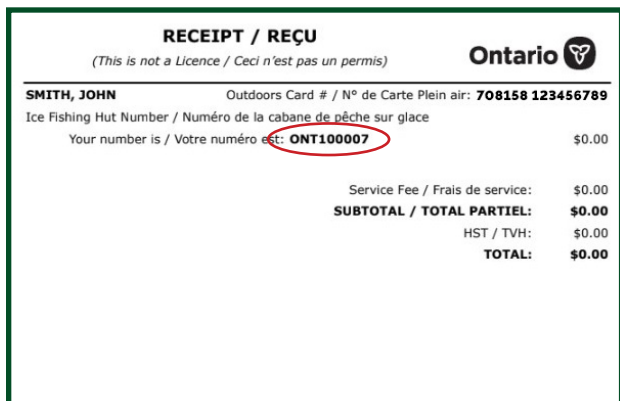 RECEIPT / REÇU
(This is not a Licence / Ceci n'est pas un permis)
Ontario
SMITH, JOHN Outdoors Card # / N° de Carte Plein air: 708158 123456789
Ice Fishing Hut Number / Numéro de la cabane de pêche sur glace
Your number is / Votre numéro est: ONT100007 $0.00
Service Fee / Frais de service: $0.00
SUBTOTAL / TOTAL PARTIEL: $0.00
HST / TVH: $0.00
TOTAL: $0.00